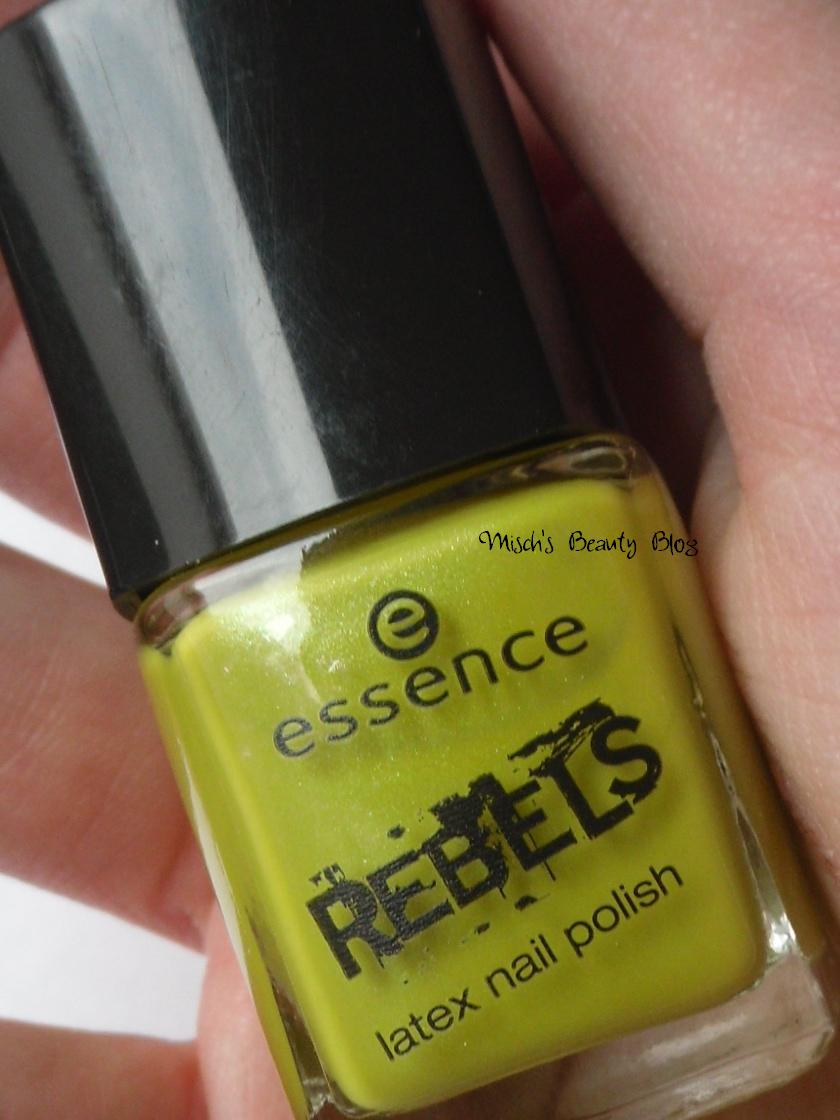 Misch's Beauty Blog
e
essence
REBELS
latex nail polish